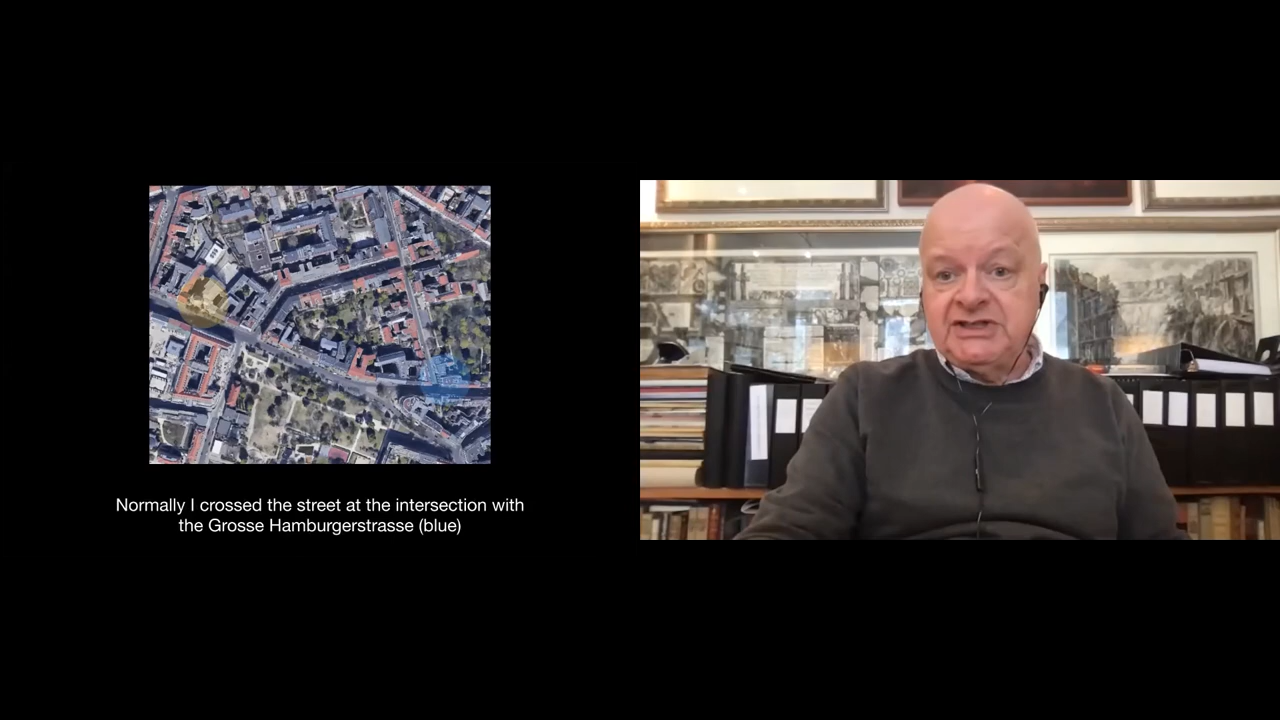 Normally I crossed the street at the intersection with
the Grosse Hamburgerstrasse (blue)